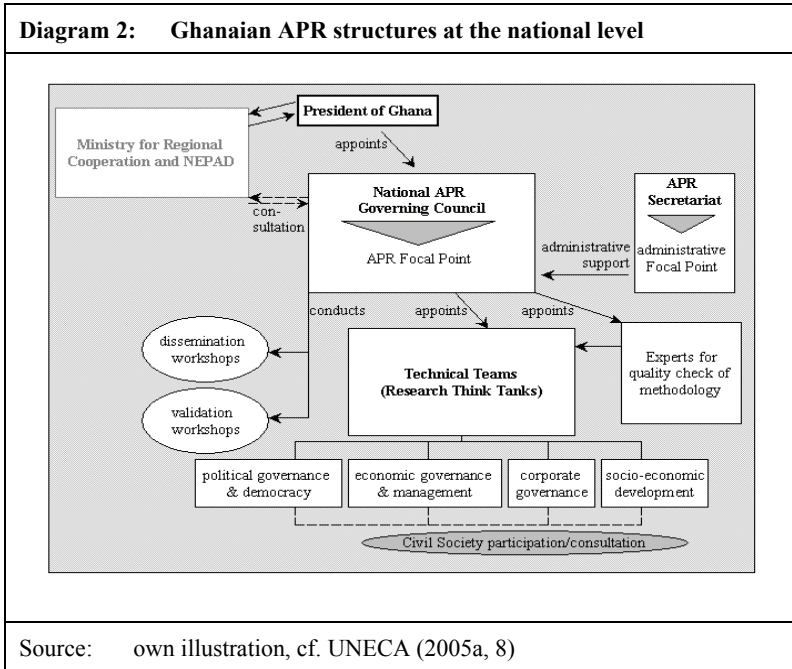 Diagram 2: Ghanaian APR structures at the national level
President of Ghana
Ministry for Regional
Cooperation and NEPAD
appoints
National APR
Governing Council
APR Focal Point
APR
Secretariat
administrative
Focal Point
con-
sultation
administrative
support
conducts
appoints
appoints
dissemination
workshops
validation
workshops
Technical Teams
(Research Think Tanks)
Experts for
quality check of
methodology
political governance
& democracy
economic governance
& management
corporate
governance
socio-economic
development
Civil Society participation/consultation
Source: own illustration, cf. UNECA (2005a, 8)